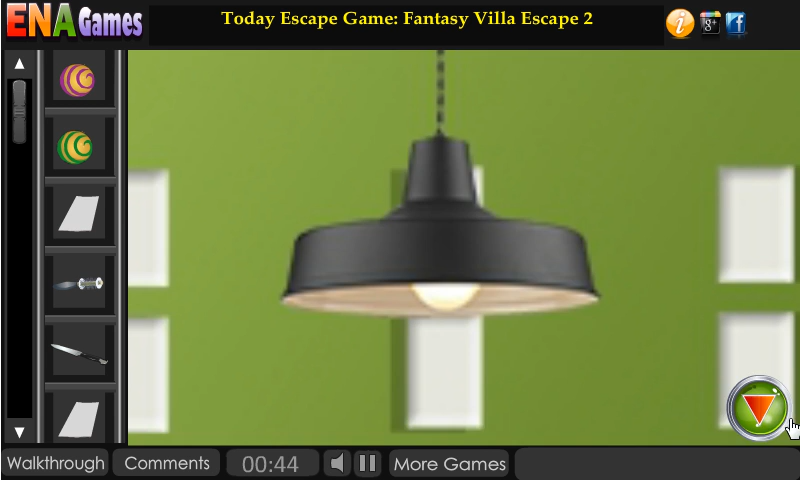 ENA Games
Today Escape Game: Fantasy Villa Escape 2
i g+ f
Walkthrough Comments 00:44 More Games